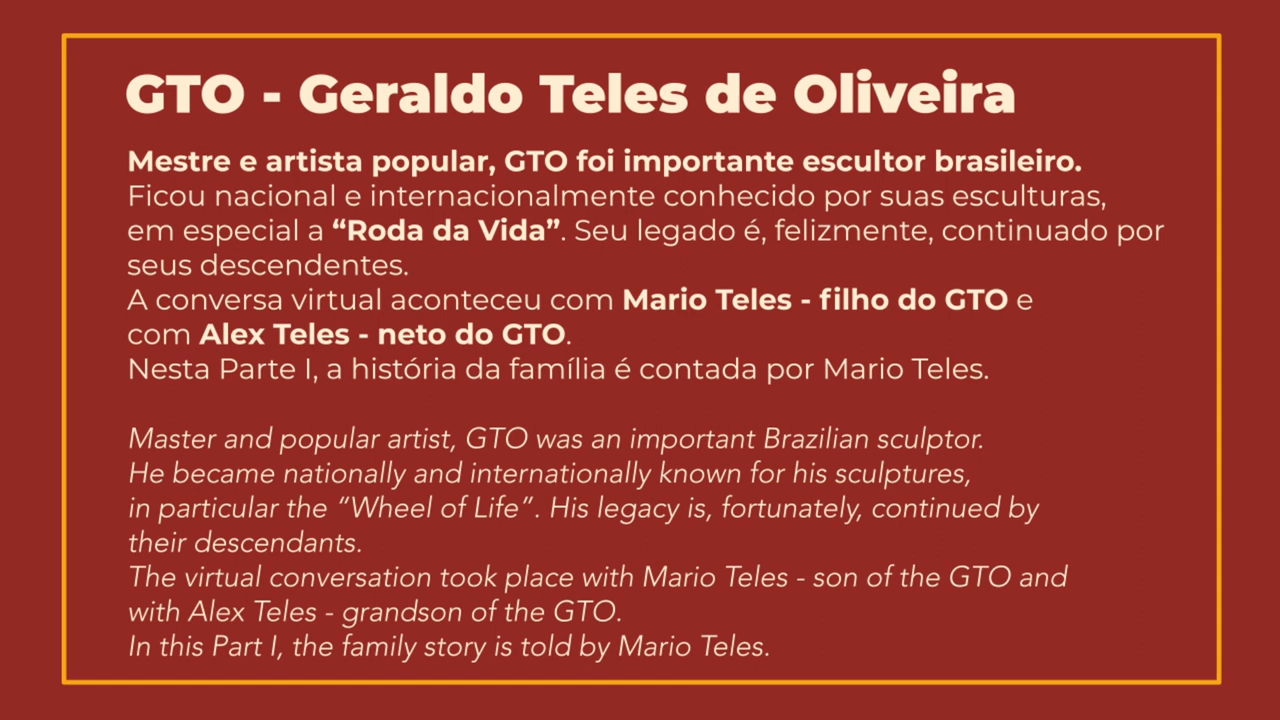 GTO - Geraldo Teles de Oliveira
Mestre e artista popular, GTO foi importante escultor brasileiro.
Ficou nacional e internacionalmente conhecido por suas esculturas,
em especial a “Roda da Vida”. Seu legado é, felizmente, continuado por
seus descendentes.
A conversa virtual aconteceu com Mario Teles - filho do GTO e
com Alex Teles - neto do GTO.
Nesta Parte I, a história da família é contada por Mario Teles.
Master and popular artist, GTO was an important Brazilian sculptor.
He became nationally and internationally known for his sculptures,
in particular the “Wheel of Life”. His legacy is, fortunately, continued by
their descendants.
The virtual conversation took place with Mario Teles - son of the GTO and
with Alex Teles - grandson of the GTO.
In this Part I, the family story is told by Mario Teles.